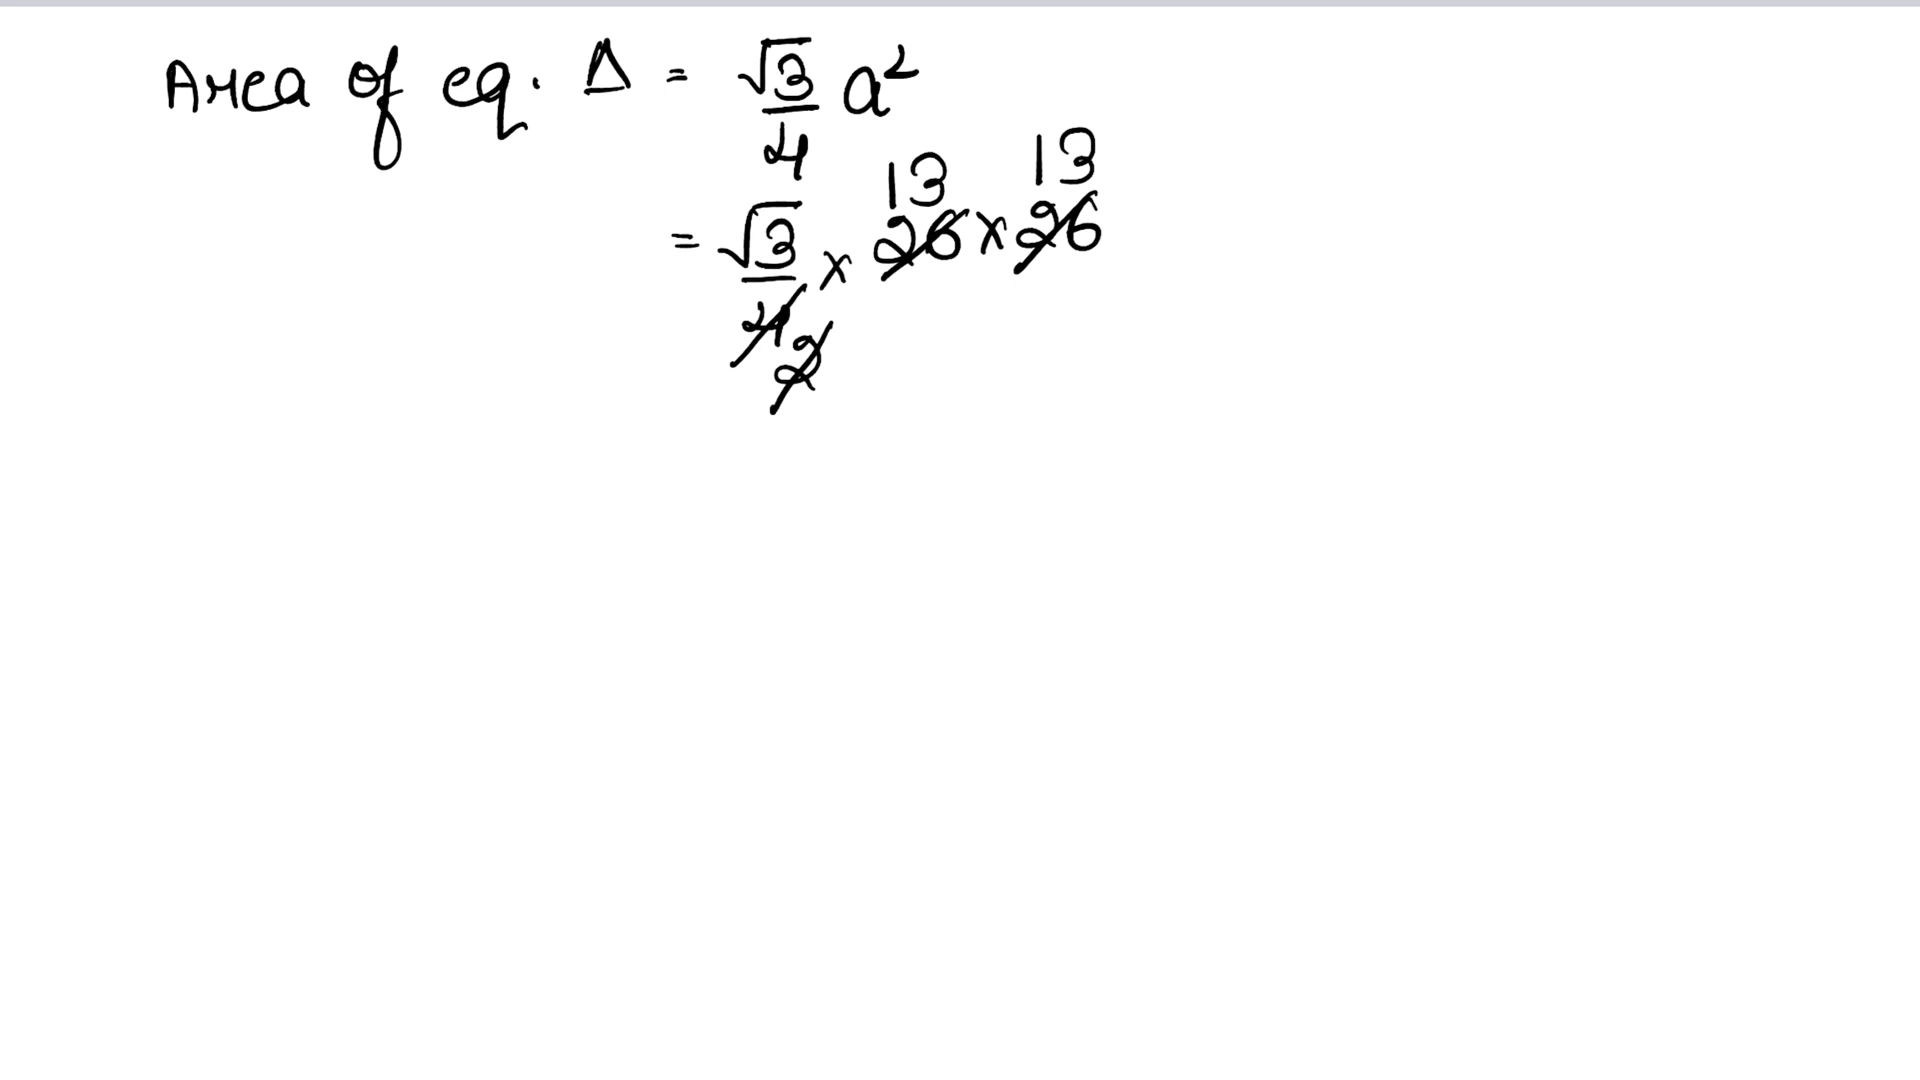 Area of eq. Δ = √3/4 a²
13 13
= √3/4 x 26 x 26
2